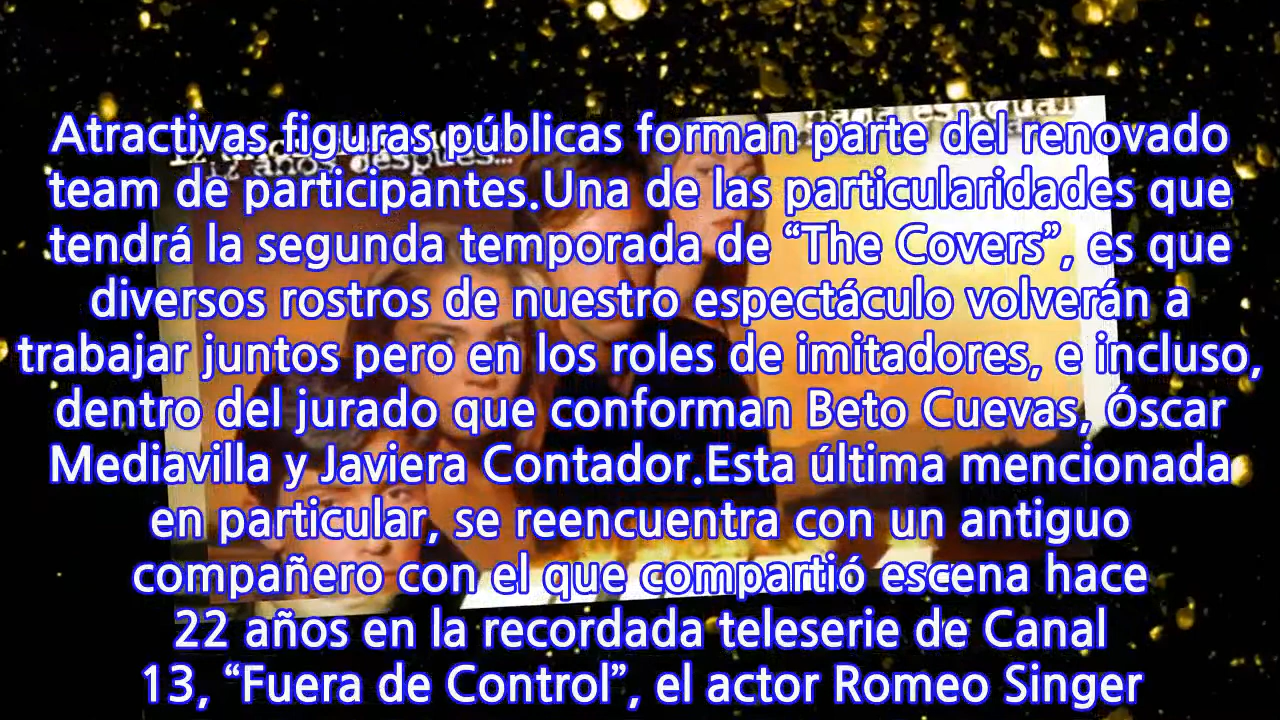 Atractivas figuras públicas forman parte del renovado
team de participantes.Una de las particularidades que
tendrá la segunda temporada de “The Covers”, es que
diversos rostros de nuestro espectáculo volverán a
trabajar juntos pero en los roles de imitadores, e incluso,
dentro del jurado que conforman Beto Cuevas, Óscar
Mediavilla y Javiera Contador.Esta última mencionada
en particular, se reencuentra con un antiguo
compañero con el que compartió escena hace
22 años en la recordada teleserie de Canal
13, “Fuera de Control”, el actor Romeo Singer
12 años después...